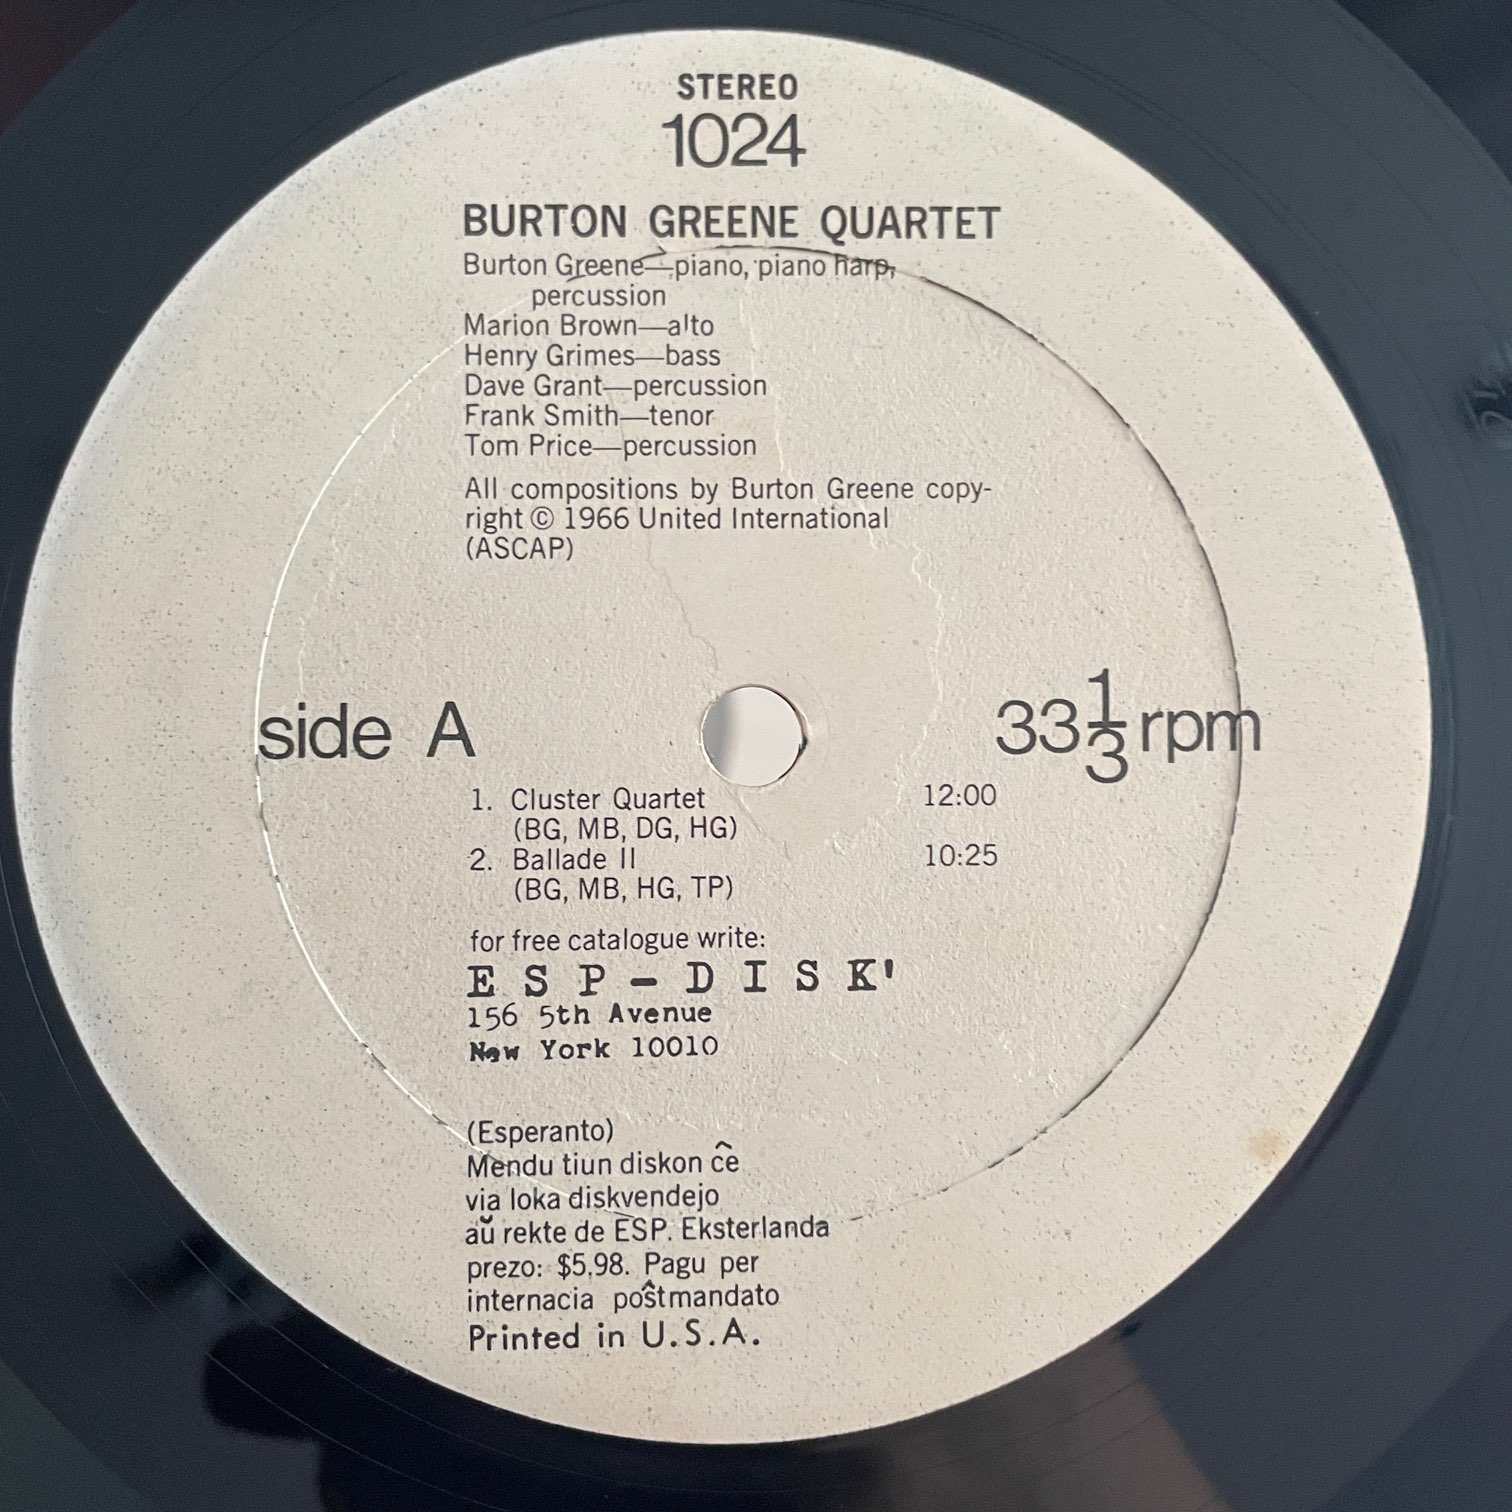 STEREO
1024
BURTON GREENE QUARTET
Burton Greene—piano, piano harp,
percussion
Marion Brown—alto
Henry Grimes—bass
Dave Grant—percussion
Frank Smith—tenor
Tom Price—percussion
All compositions by Burton Greene copy-
right © 1966 United International
(ASCAP)
side A 33 1/3 rpm
1. Cluster Quartet 12:00
(BG, MB, DG, HG)
2. Ballade II 10:25
(BG, MB, HG, TP)
for free catalogue write:
ESP-DISK'
156 5th Avenue
New York 10010
(Esperanto)
Mendu tiun diskon ĉe
via loka diskvendejo
aŭ rekte de ESP. Eksterlanda
prezo: $5.98. Pagu per
internacia poŝtmandato
Printed in U.S.A.